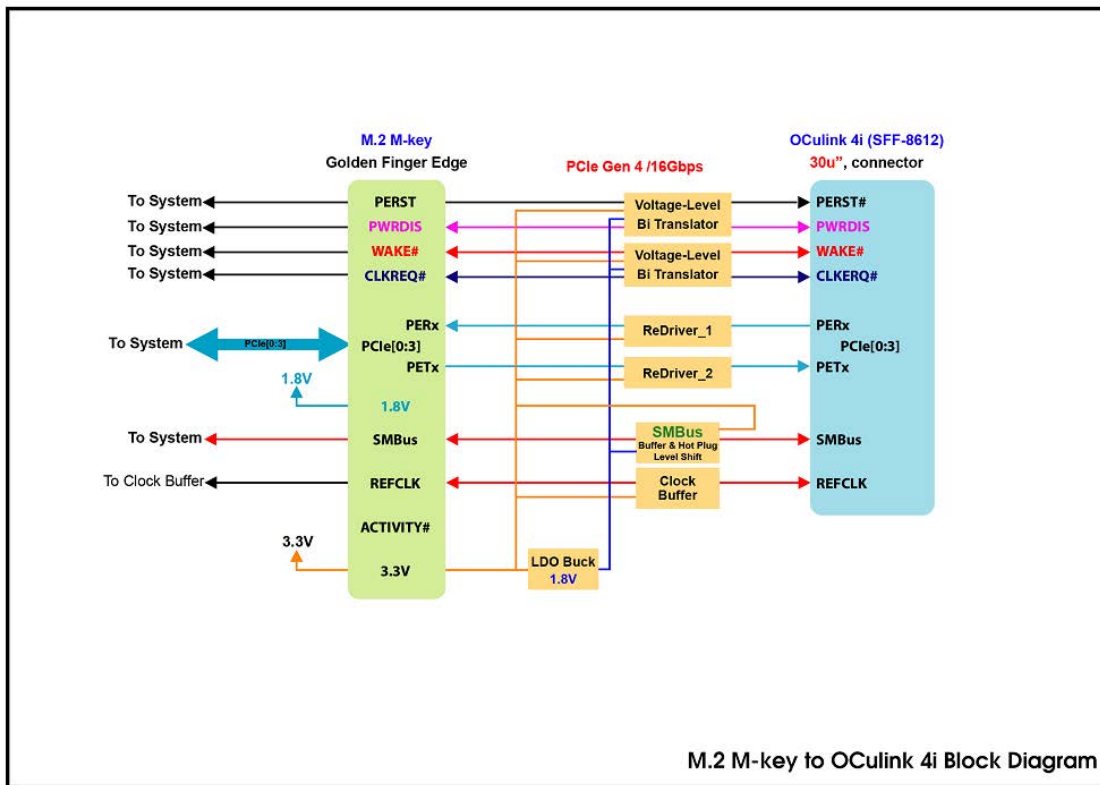 M.2 M-key
Golden Finger Edge
PCIe Gen 4 /16Gbps
OCulink 4i (SFF-8612)
30u”, connector
To System
PERST
Voltage-Level
Bi Translator
PERST#
To System
PWRDIS
PWRDIS
To System
WAKE#
Voltage-Level
Bi Translator
WAKE#
To System
CLKREQ#
CLKERQ#
PERx
ReDriver_1
PERx
To System
PCIe[0:3]
PCIe[0:3]
PCIe[0:3]
PETx
ReDriver_2
PETx
1.8V
1.8V
To System
SMBus
SMBus
Buffer & Hot Plug
Level Shift
SMBus
To Clock Buffer
REFCLK
Clock
Buffer
REFCLK
ACTIVITY#
3.3V
3.3V
LDO Buck
1.8V
M.2 M-key to OCulink 4i Block Diagram